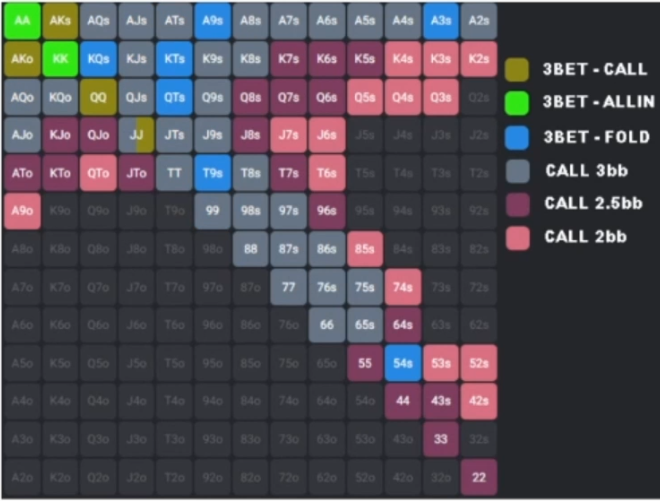 AA AKs AQs AJs ATs A9s A8s A7s A6s A5s A4s A3s A2s
AKo KK KQs KJs KTs K9s K8s K7s K6s K5s K4s K3s K2s
AQo KQo QQ QJs QTs Q9s Q8s Q7s Q6s Q5s Q4s Q3s Q2s
AJo KJo QJo JJ JTs J9s J8s J7s J6s J5s J4s J3s J2s
ATo KTo QTo JTo TT T9s T8s T7s T6s T5s T4s T3s T2s
A9o K9o Q9o J9o T9o 99 98s 97s 96s 95s 94s 93s 92s
A8o K8o Q8o J8o T8o 98o 88 87s 86s 85s 84s 83s 82s
A7o K7o Q7o J7o T7o 97o 87o 77 76s 75s 74s 73s 72s
A6o K6o Q6o J6o T6o 96o 86o 76o 66 65s 64s 63s 62s
A5o K5o Q5o J5o T5o 95o 85o 75o 65o 55 54s 53s 52s
A4o K4o Q4o J4o T4o 94o 84o 74o 64o 54o 44 43s 42s
A3o K3o Q3o J3o T3o 93o 83o 73o 63o 53o 43o 33 32s
A2o K2o Q2o J2o T2o 92o 82o 72o 62o 52o 42o 32o 22
3BET - CALL
3BET - ALLIN
3BET - FOLD
CALL 3bb
CALL 2.5bb
CALL 2bb